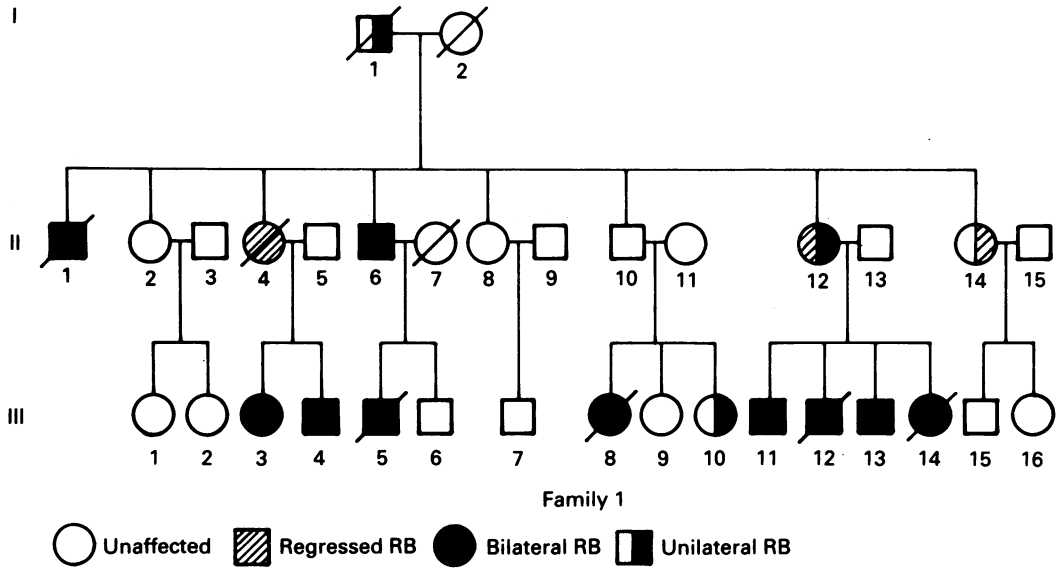 I
1 2
II
1 2 3 4 5 6 7 8 9 10 11 12 13 14 15
III
1 2 3 4 5 6 7 8 9 10 11 12 13 14 15 16
Family 1
Unaffected Regressed RB Bilateral RB Unilateral RB